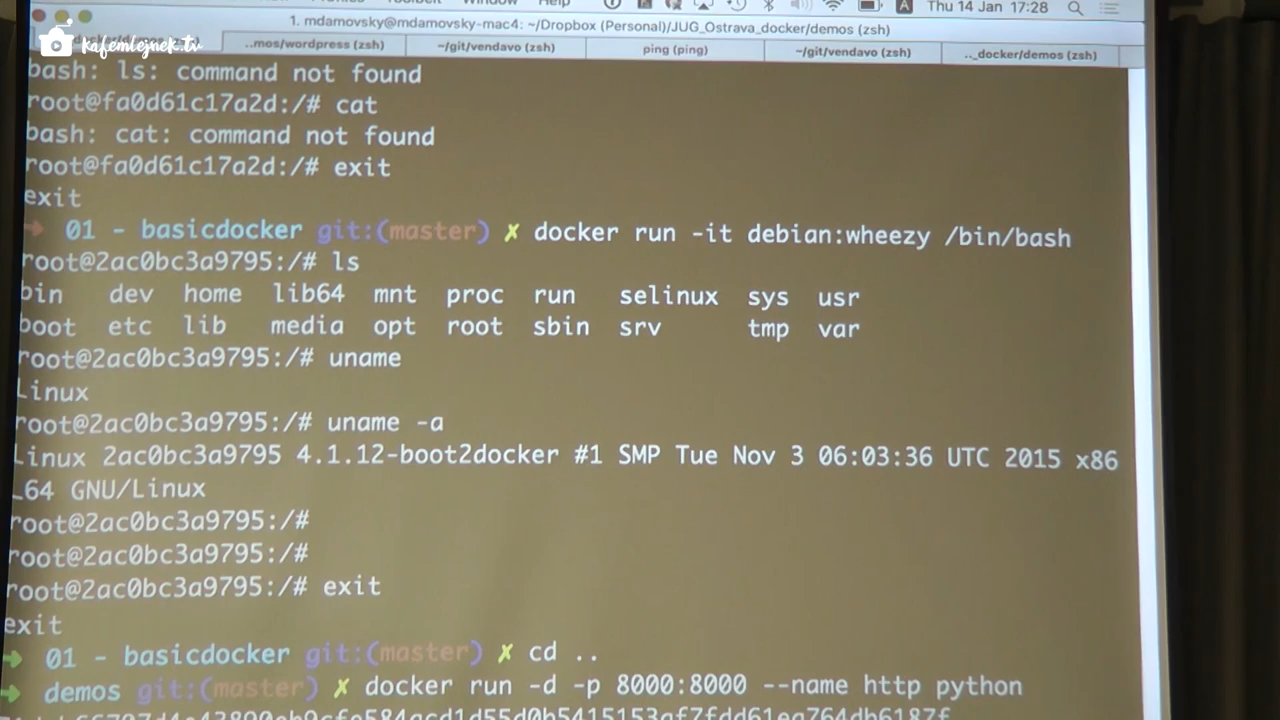 Window Help Thu 14 Jan 17:28
1. mdamovsky@mdamovsky-mac4: ~/Dropbox (Personal)/JUG_Ostrava_docker/demos (zsh)
kafemlejnek.tv
..mos/wordpress (zsh) ~/git/vendavo (zsh) ping (ping) ~/git/vendavo (zsh) .._docker/demos (zsh)
bash: ls: command not found
root@fa0d61c17a2d:/# cat
bash: cat: command not found
root@fa0d61c17a2d:/# exit
exit
➜ 01 - basicdocker git:(master) ✗ docker run -it debian:wheezy /bin/bash
root@2ac0bc3a9795:/# ls
bin dev home lib64 mnt proc run selinux sys usr
boot etc lib media opt root sbin srv tmp var
root@2ac0bc3a9795:/# uname
Linux
root@2ac0bc3a9795:/# uname -a
Linux 2ac0bc3a9795 4.1.12-boot2docker #1 SMP Tue Nov 3 06:03:36 UTC 2015 x86
_64 GNU/Linux
root@2ac0bc3a9795:/#
root@2ac0bc3a9795:/#
root@2ac0bc3a9795:/# exit
exit
➜ 01 - basicdocker git:(master) ✗ cd ..
➜ demos git:(master) ✗ docker run -d -p 8000:8000 --name http python